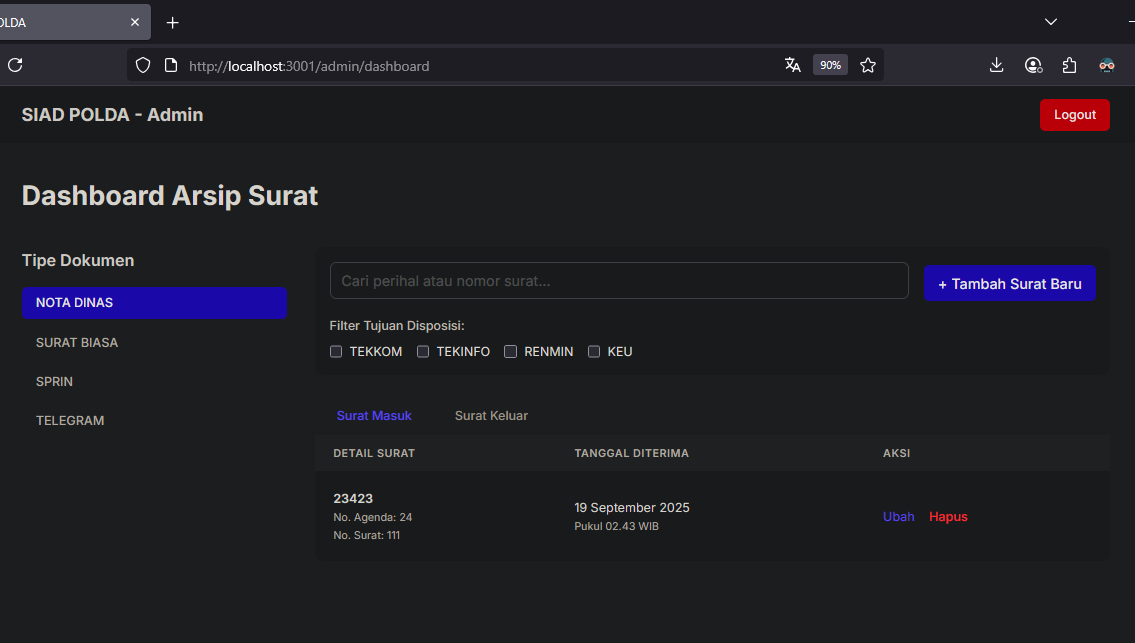 OLDA
http://localhost:3001/admin/dashboard
90%
SIAD POLDA - Admin
Logout
Dashboard Arsip Surat
Tipe Dokumen
NOTA DINAS
SURAT BIASA
SPRIN
TELEGRAM
Cari perihal atau nomor surat...
+ Tambah Surat Baru
Filter Tujuan Disposisi:
TEKKOM TEKINFO RENMIN KEU
Surat Masuk Surat Keluar
DETAIL SURAT TANGGAL DITERIMA AKSI
23423
No. Agenda: 24
No. Surat: 111
19 September 2025
Pukul 02.43 WIB
Ubah Hapus